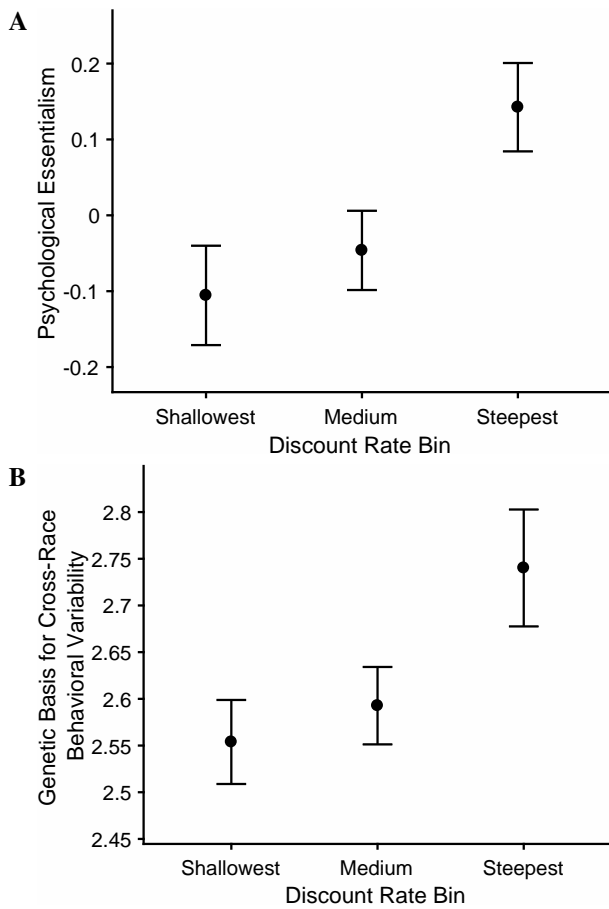 A
Psychological Essentialism
0.2
0.1
0
-0.1
-0.2
Shallowest Medium Steepest
Discount Rate Bin
B
Genetic Basis for Cross-Race
Behavioral Variability
2.8
2.75
2.7
2.65
2.6
2.55
2.5
2.45
Shallowest Medium Steepest
Discount Rate Bin